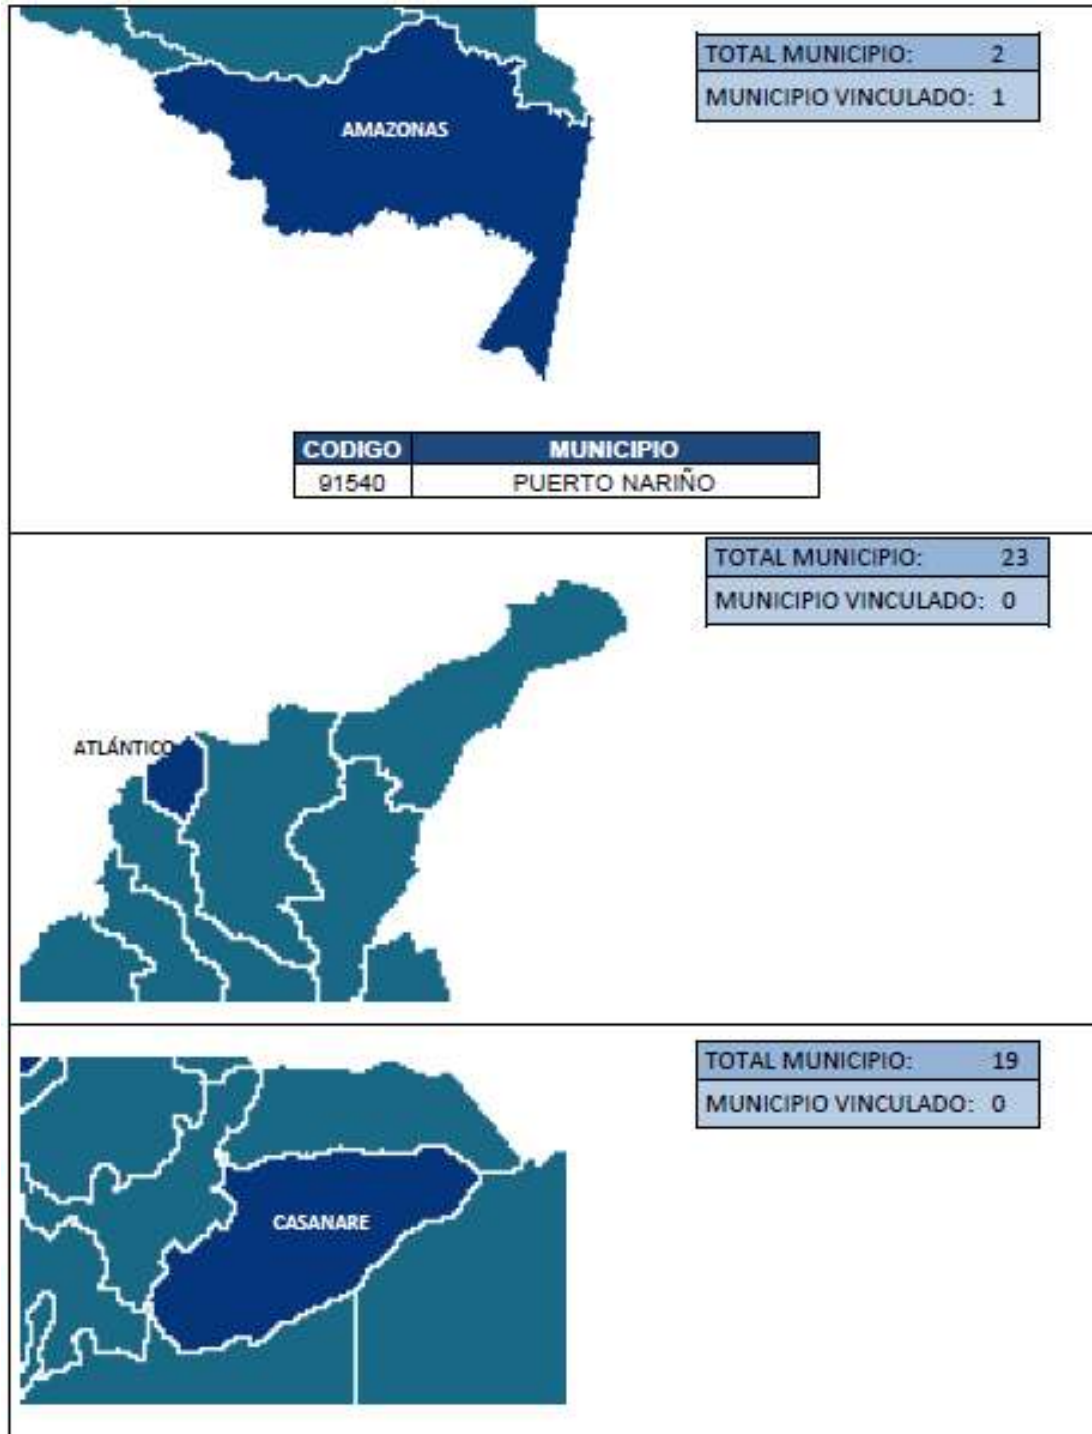 TOTAL MUNICIPIO: 2
MUNICIPIO VINCULADO: 1
AMAZONAS
CODIGO MUNICIPIO
91540 PUERTO NARIÑO
TOTAL MUNICIPIO: 23
MUNICIPIO VINCULADO: 0
ATLÁNTICO
TOTAL MUNICIPIO: 19
MUNICIPIO VINCULADO: 0
CASANARE